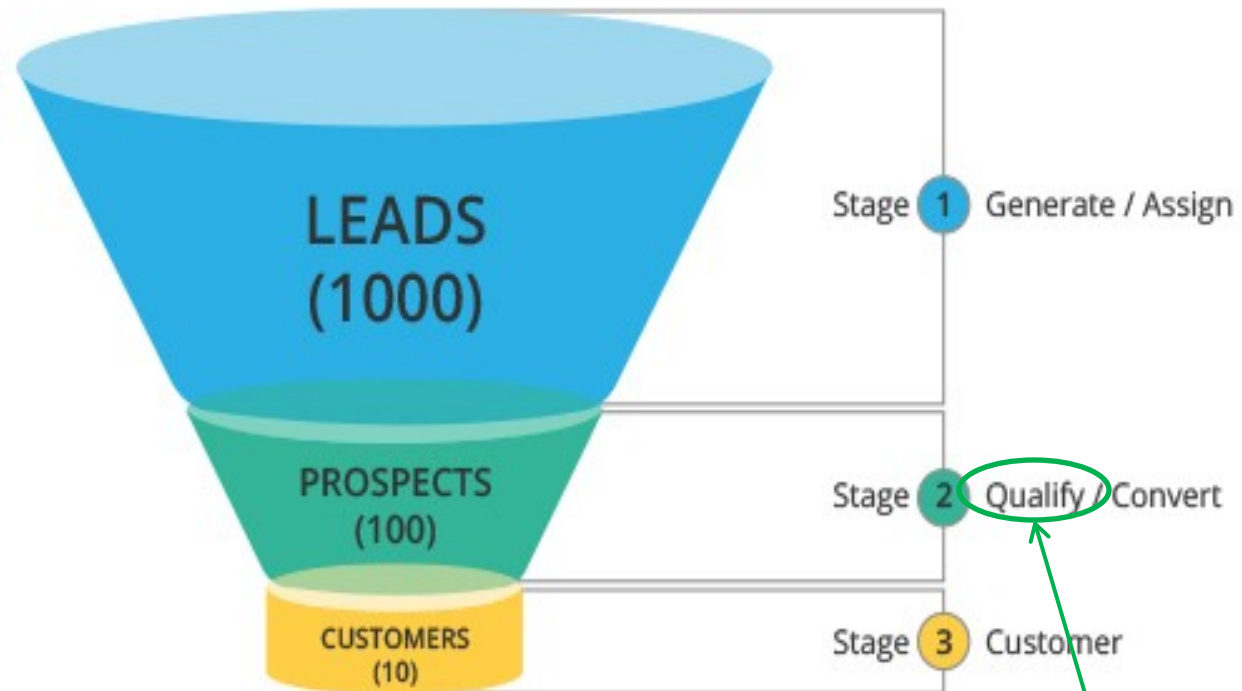 LEADS
(1000)
Stage 1 Generate / Assign
PROSPECTS
(100)
Stage 2 Qualify / Convert
CUSTOMERS
(10)
Stage 3 Customer